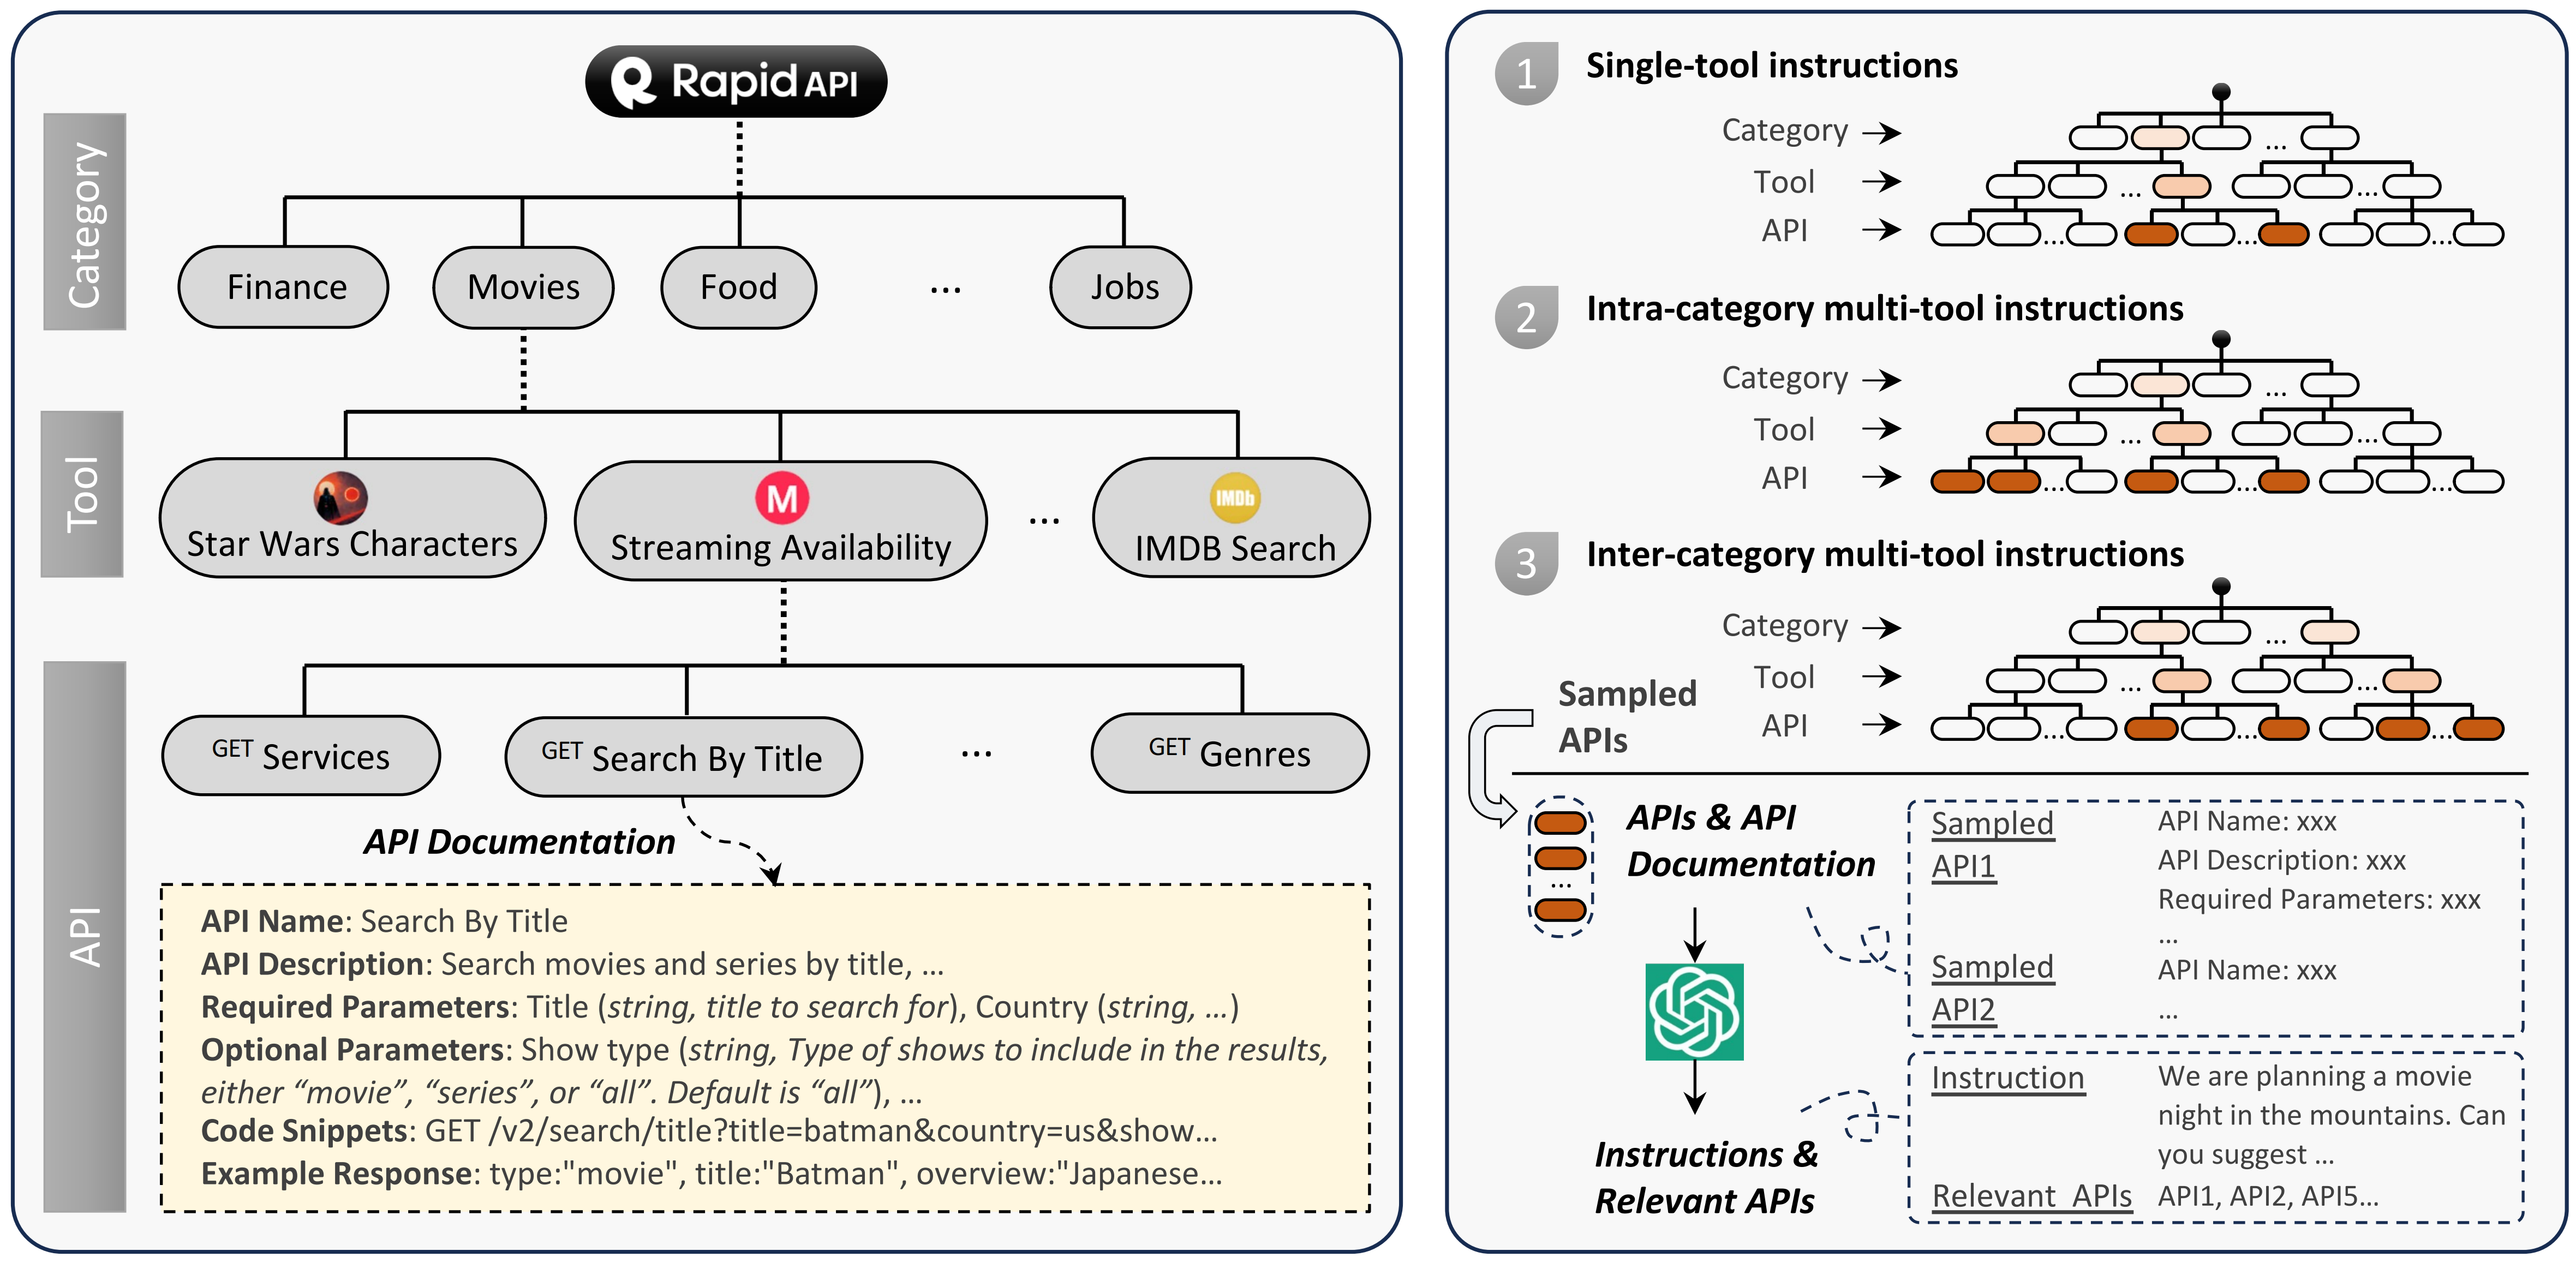 Rapid API
Category
Finance
Movies
Food
...
Jobs
Tool
Star Wars Characters
M
Streaming Availability
...
IMDb
IMDB Search
API
GET Services
GET Search By Title
...
GET Genres
API Documentation
API Name: Search By Title
API Description: Search movies and series by title, ...
Required Parameters: Title (string, title to search for), Country (string, ...)
Optional Parameters: Show type (string, Type of shows to include in the results,
either “movie”, “series”, or “all”. Default is “all”), ...
Code Snippets: GET /v2/search/title?title=batman&country=us&show...
Example Response: type:"movie", title:"Batman", overview:"Japanese...
1
Single-tool instructions
Category
...
Tool
... ...
API
... ... ...
2
Intra-category multi-tool instructions
Category
...
Tool
... ...
API
... ... ...
3
Inter-category multi-tool instructions
Category
...
Tool
... ...
API
... ... ...
Sampled
APIs
...
APIs & API
Documentation
Sampled
API1
API Name: xxx
API Description: xxx
Required Parameters: xxx
...
Sampled
API2
API Name: xxx
...
Instructions &
Relevant APIs
Instruction
We are planning a movie
night in the mountains. Can
you suggest ...
Relevant APIs
API1, API2, API5...